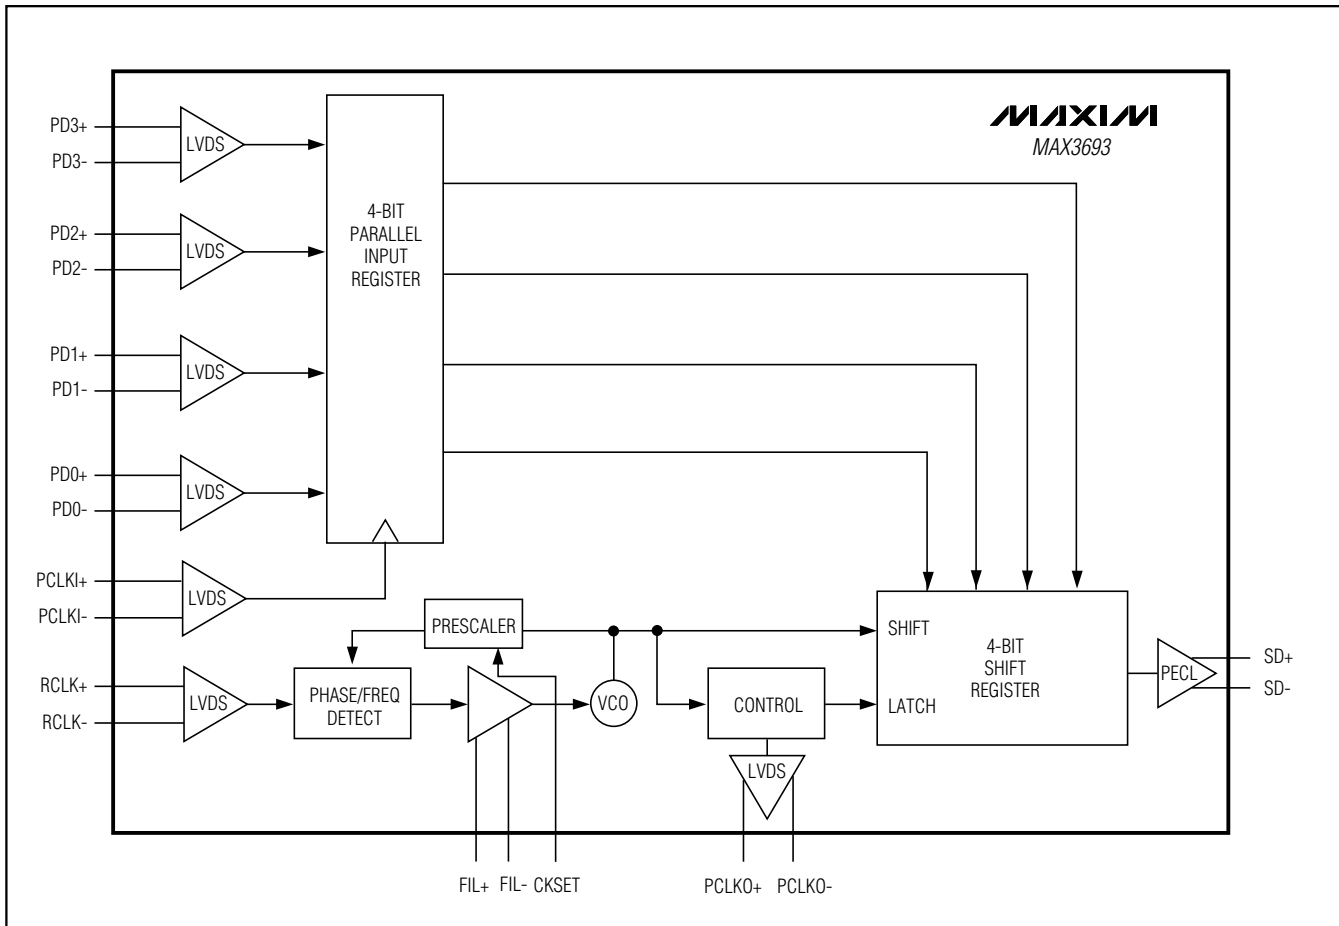 MAXIM
MAX3693
PD3+
PD3-
LVDS
PD2+
PD2-
LVDS
PD1+
PD1-
LVDS
PD0+
PD0-
LVDS
4-BIT
PARALLEL
INPUT
REGISTER
PCLKI+
PCLKI-
LVDS
RCLK+
RCLK-
LVDS
PRESCALER
PHASE/FREQ
DETECT
VCO
CONTROL
LVDS
SHIFT
LATCH
4-BIT
SHIFT
REGISTER
PECL
SD+
SD-
FIL+
FIL-
CKSET
PCLKO+
PCLKO-